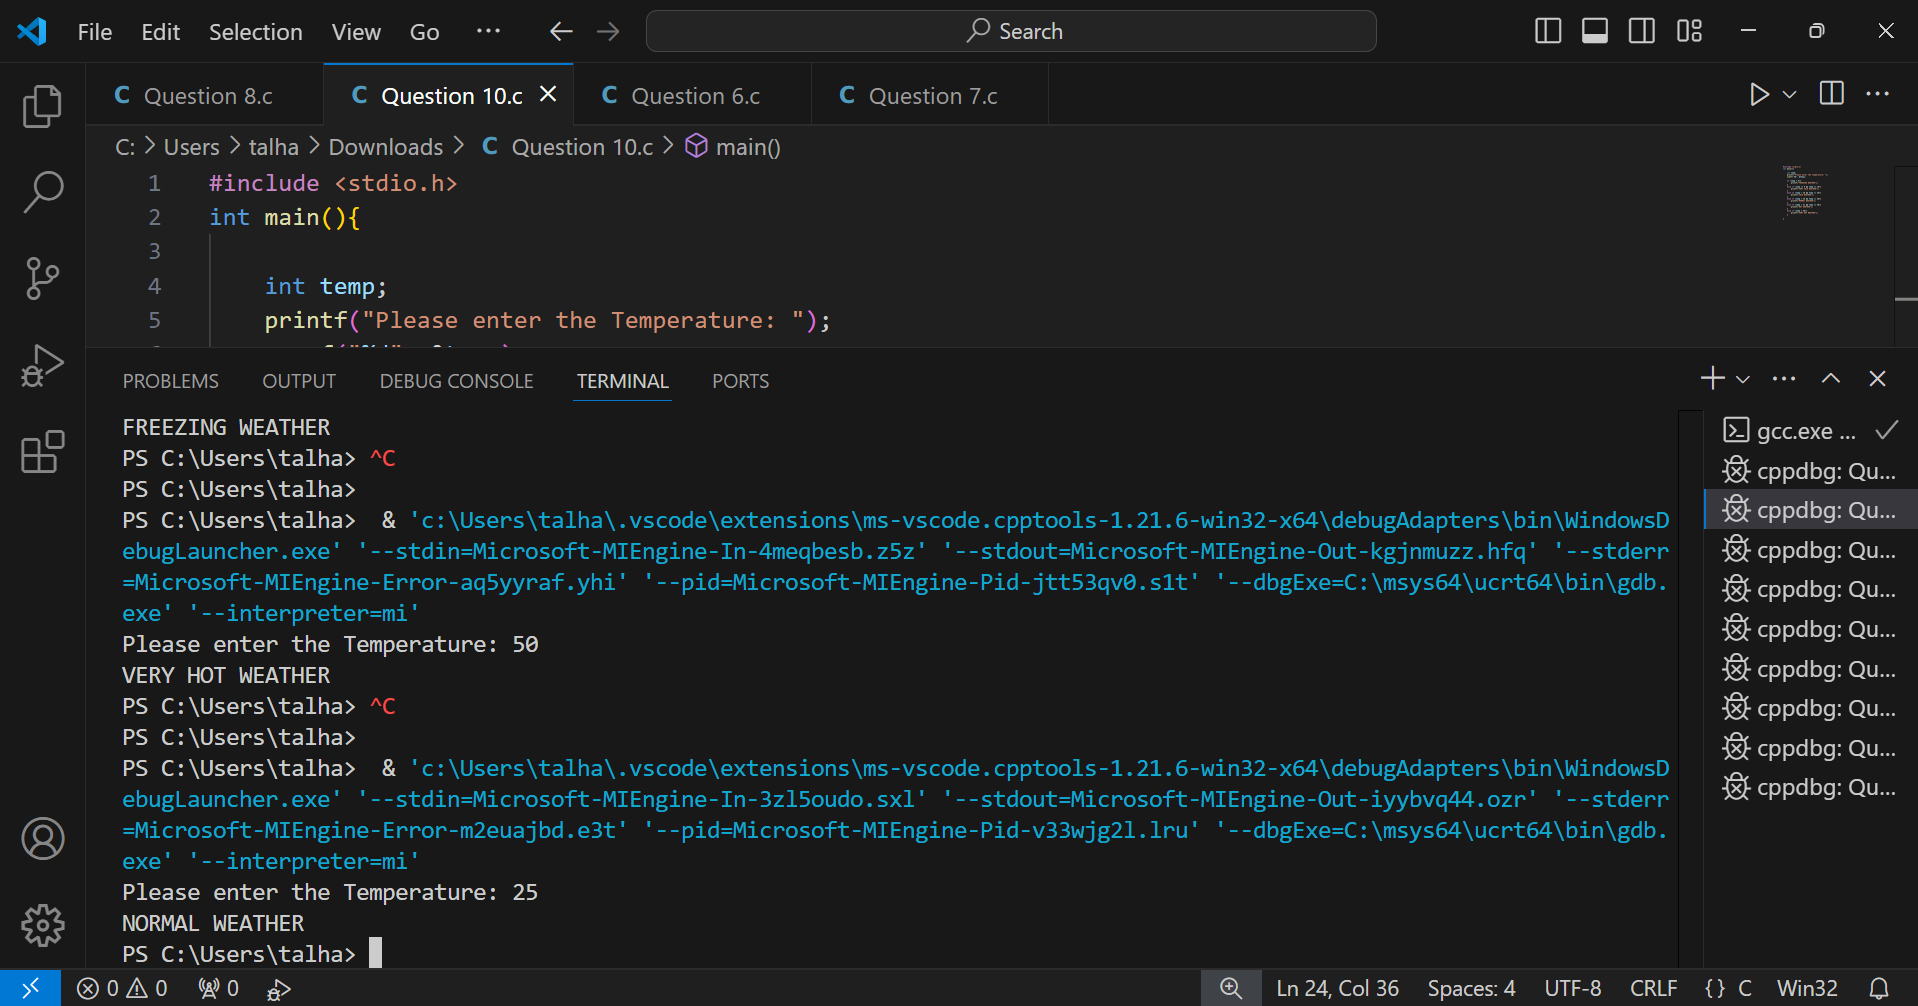 File Edit Selection View Go ··· Search
Question 8.c Question 10.c Question 6.c Question 7.c
C: > Users > talha > Downloads > C Question 10.c > main()
1 #include <stdio.h>
2 int main(){
3
4 int temp;
5 printf("Please enter the Temperature: ");
PROBLEMS OUTPUT DEBUG CONSOLE TERMINAL PORTS
FREEZING WEATHER
PS C:\Users\talha> ^C
PS C:\Users\talha>
PS C:\Users\talha>  & 'c:\Users\talha\.vscode\extensions\ms-vscode.cpptools-1.21.6-win32-x64\debugAdapters\bin\WindowsD
ebugLauncher.exe' '--stdin=Microsoft-MIEngine-In-4meqbesb.z5z' '--stdout=Microsoft-MIEngine-Out-kgjnmuzz.hfq' '--stderr
=Microsoft-MIEngine-Error-aq5yyraf.yhi' '--pid=Microsoft-MIEngine-Pid-jtt53qv0.s1t' '--dbgExe=C:\msys64\ucrt64\bin\gdb.
exe' '--interpreter=mi'
Please enter the Temperature: 50
VERY HOT WEATHER
PS C:\Users\talha> ^C
PS C:\Users\talha>
PS C:\Users\talha>  & 'c:\Users\talha\.vscode\extensions\ms-vscode.cpptools-1.21.6-win32-x64\debugAdapters\bin\WindowsD
ebugLauncher.exe' '--stdin=Microsoft-MIEngine-In-3zl5oudo.sxl' '--stdout=Microsoft-MIEngine-Out-iyybvq44.ozr' '--stderr
=Microsoft-MIEngine-Error-m2euajbd.e3t' '--pid=Microsoft-MIEngine-Pid-v33wjg2l.lru' '--dbgExe=C:\msys64\ucrt64\bin\gdb.
exe' '--interpreter=mi'
Please enter the Temperature: 25
NORMAL WEATHER
PS C:\Users\talha>
gcc.exe ...
cppdbg: Qu...
cppdbg: Qu...
cppdbg: Qu...
cppdbg: Qu...
cppdbg: Qu...
cppdbg: Qu...
cppdbg: Qu...
cppdbg: Qu...
cppdbg: Qu...
0 0 0 Ln 24, Col 36 Spaces: 4 UTF-8 CRLF {} C Win32